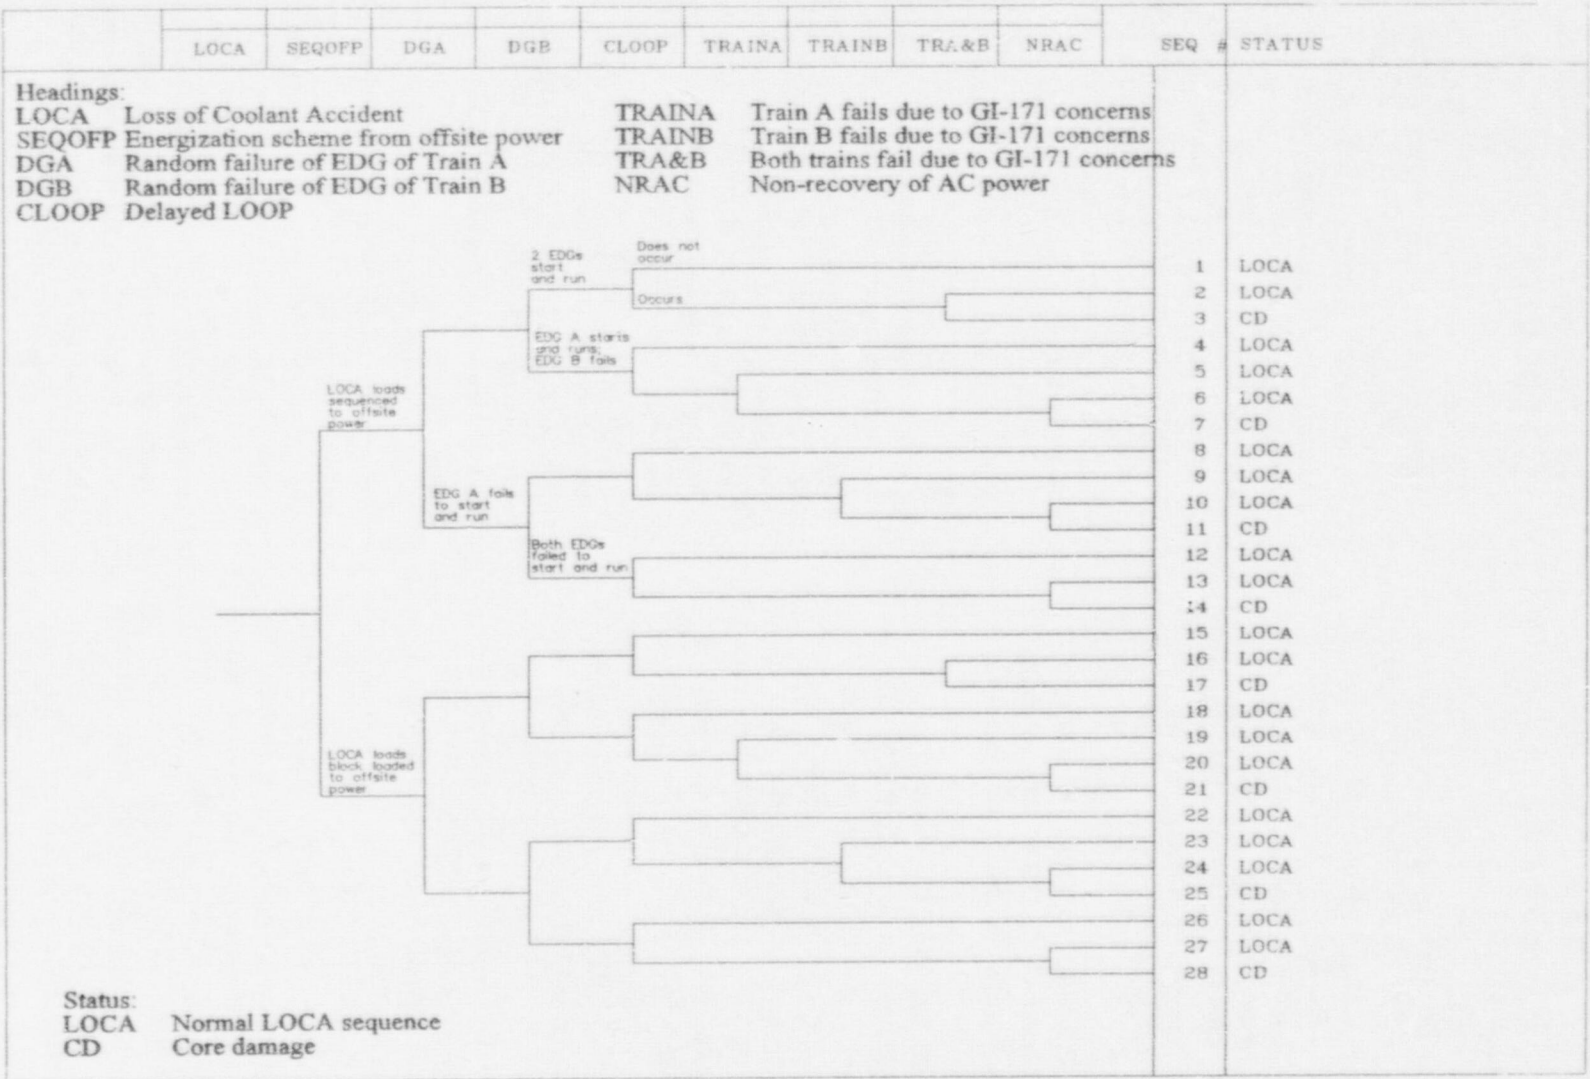 LOCA SEQOFP DGA DGB CLOOP TRAINA TRAINB TRA&B NRAC SEQ # STATUS
Headings:
LOCA Loss of Coolant Accident TRAINA Train A fails due to GI-171 concerns
SEQOFP Energization scheme from offsite power TRAINB Train B fails due to GI-171 concerns
DGA Random failure of EDG of Train A TRA&B Both trains fail due to GI-171 concerns
DGB Random failure of EDG of Train B NRAC Non-recovery of AC power
CLOOP Delayed LOOP
2 EDGs
start
and run
Does not
occur
Occurs
EDG A starts
and runs;
EDG B fails
LOCA loads
sequenced
to offsite
power
EDG A fails
to start
and run
Both EDGs
failed to
start and run
LOCA loads
block loaded
to offsite
power
1 LOCA
2 LOCA
3 CD
4 LOCA
5 LOCA
6 LOCA
7 CD
8 LOCA
9 LOCA
10 LOCA
11 CD
12 LOCA
13 LOCA
14 CD
15 LOCA
16 LOCA
17 CD
18 LOCA
19 LOCA
20 LOCA
21 CD
22 LOCA
23 LOCA
24 LOCA
25 CD
26 LOCA
27 LOCA
28 CD
Status:
LOCA Normal LOCA sequence
CD Core damage